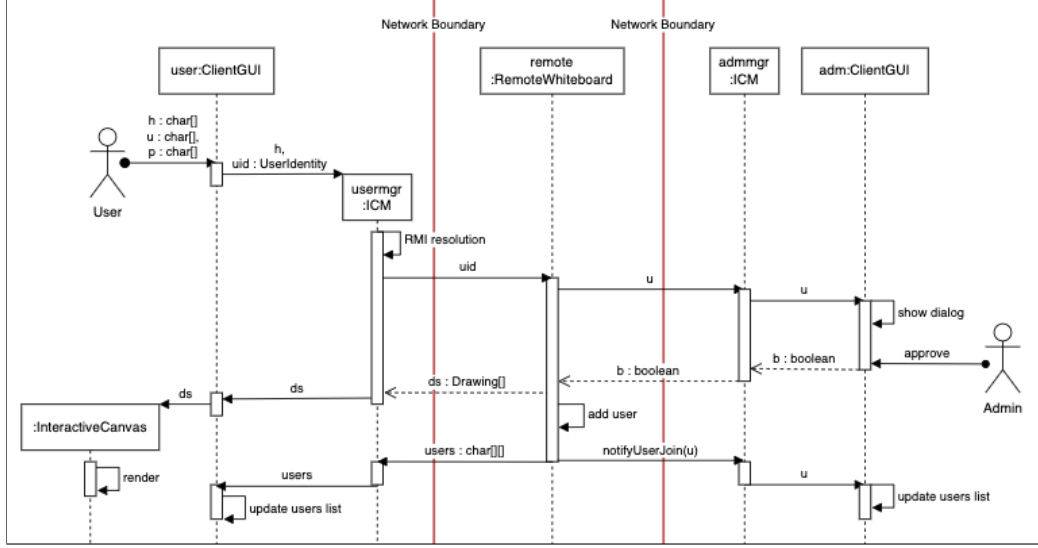 Network Boundary
Network Boundary
user:ClientGUI
remote
:RemoteWhiteboard
admmgr
:ICM
adm:ClientGUI
h : char[]
u : char[],
p : char[]
h,
uid : UserIdentity
User
usermgr
:ICM
RMI resolution
uid
u
u
show dialog
approve
b : boolean
b : boolean
ds : Drawing[]
ds
ds
Admin
:InteractiveCanvas
add user
users : char[][]
notifyUserJoin(u)
render
users
u
update users list
update users list